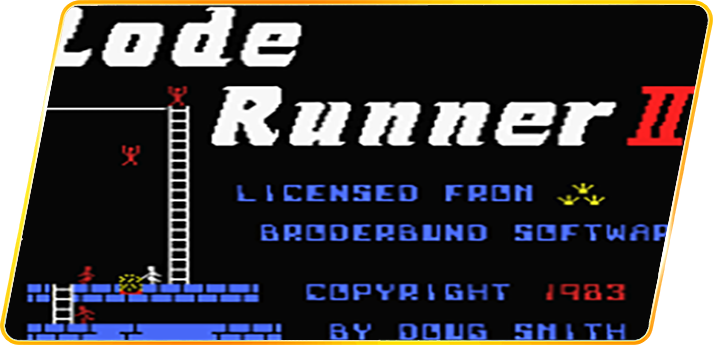 Lode
Runner II
LICENSED FROM
BRODERBUND SOFTWAR
COPYRIGHT 1983
BY DOUG SMITH